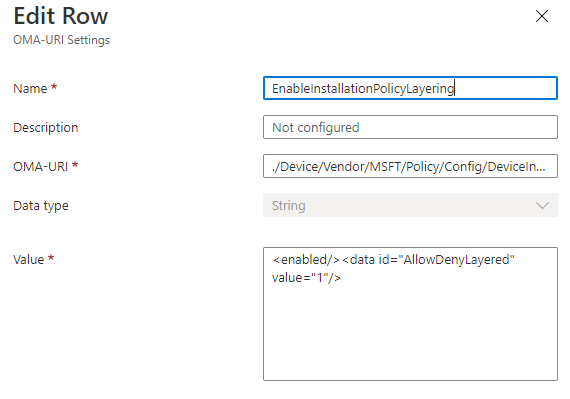 Edit Row
OMA-URI Settings
Name *
EnableInstallationPolicyLayering
Description
Not configured
OMA-URI *
./Device/Vendor/MSFT/Policy/Config/DeviceIn...
Data type
String
Value *
<enabled/><data id="AllowDenyLayered"
value="1"/>